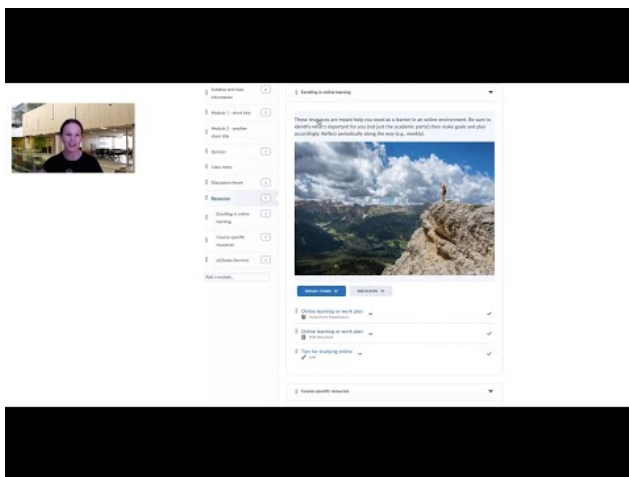 Syllabus and basic
information
Module 1 - short title
Module 2 - another
short title
Quizzes
Class notes
Discussion forum
Resources
Excelling in online
learning
Course-specific
resources
uOttawa Services
Add a module...
Excelling in online learning
These resources are meant help you excel as a learner in an online environment. Be sure to
identify what's important for you (not just the academic parts!) then make goals and plan
accordingly. Reflect periodically along the way (e.g., weekly).
Upload / Create
Add Activity
Online learning or work plan
PowerPoint Presentation
Online learning or work plan
PDF document
Tips for studying online
Link
Course-specific resources